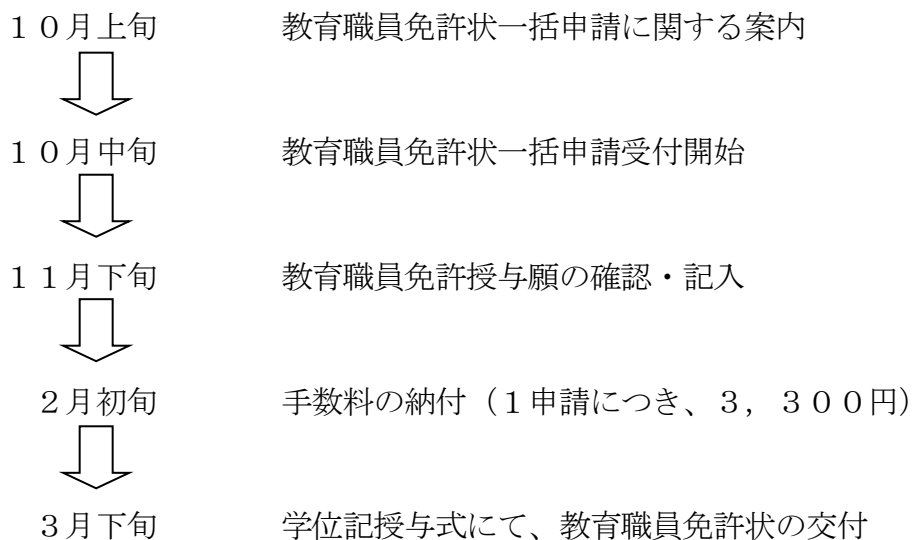 １０月上旬　教育職員免許状一括申請に関する案内
１０月中旬　教育職員免許状一括申請受付開始
１１月下旬　教育職員免許授与願の確認・記入
２月初旬　手数料の納付（１申請につき、３，３００円）
３月下旬　学位記授与式にて、教育職員免許状の交付